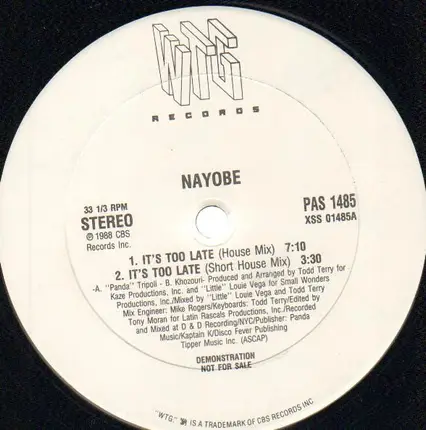 WTG
RECORDS
NAYOBE
33 1/3 RPM
STEREO
℗ 1988 CBS
Records Inc.
PAS 1485
XSS 01485A
1. IT'S TOO LATE (House Mix) 7:10
2. IT'S TOO LATE (Short House Mix) 3:30
-A. "Panda" Tripoli - B. Khozouri- Produced and Arranged by Todd Terry for
Kaze Productions, Inc. and "Little" Louie Vega for Small Wonders
Productions, Inc./Mixed by "Little" Louie Vega and Todd Terry
Mix Engineer: Mike Rogers/Keyboards: Todd Terry/Edited by
Tony Moran for Latin Rascals Productions, Inc./Recorded
and Mixed at D & D Recording/NYC/Publisher: Panda
Music/Kaptain K/Disco Fever Publishing
Tipper Music Inc. (ASCAP)
DEMONSTRATION
NOT FOR SALE
"WTG," IS A TRADEMARK OF CBS RECORDS INC